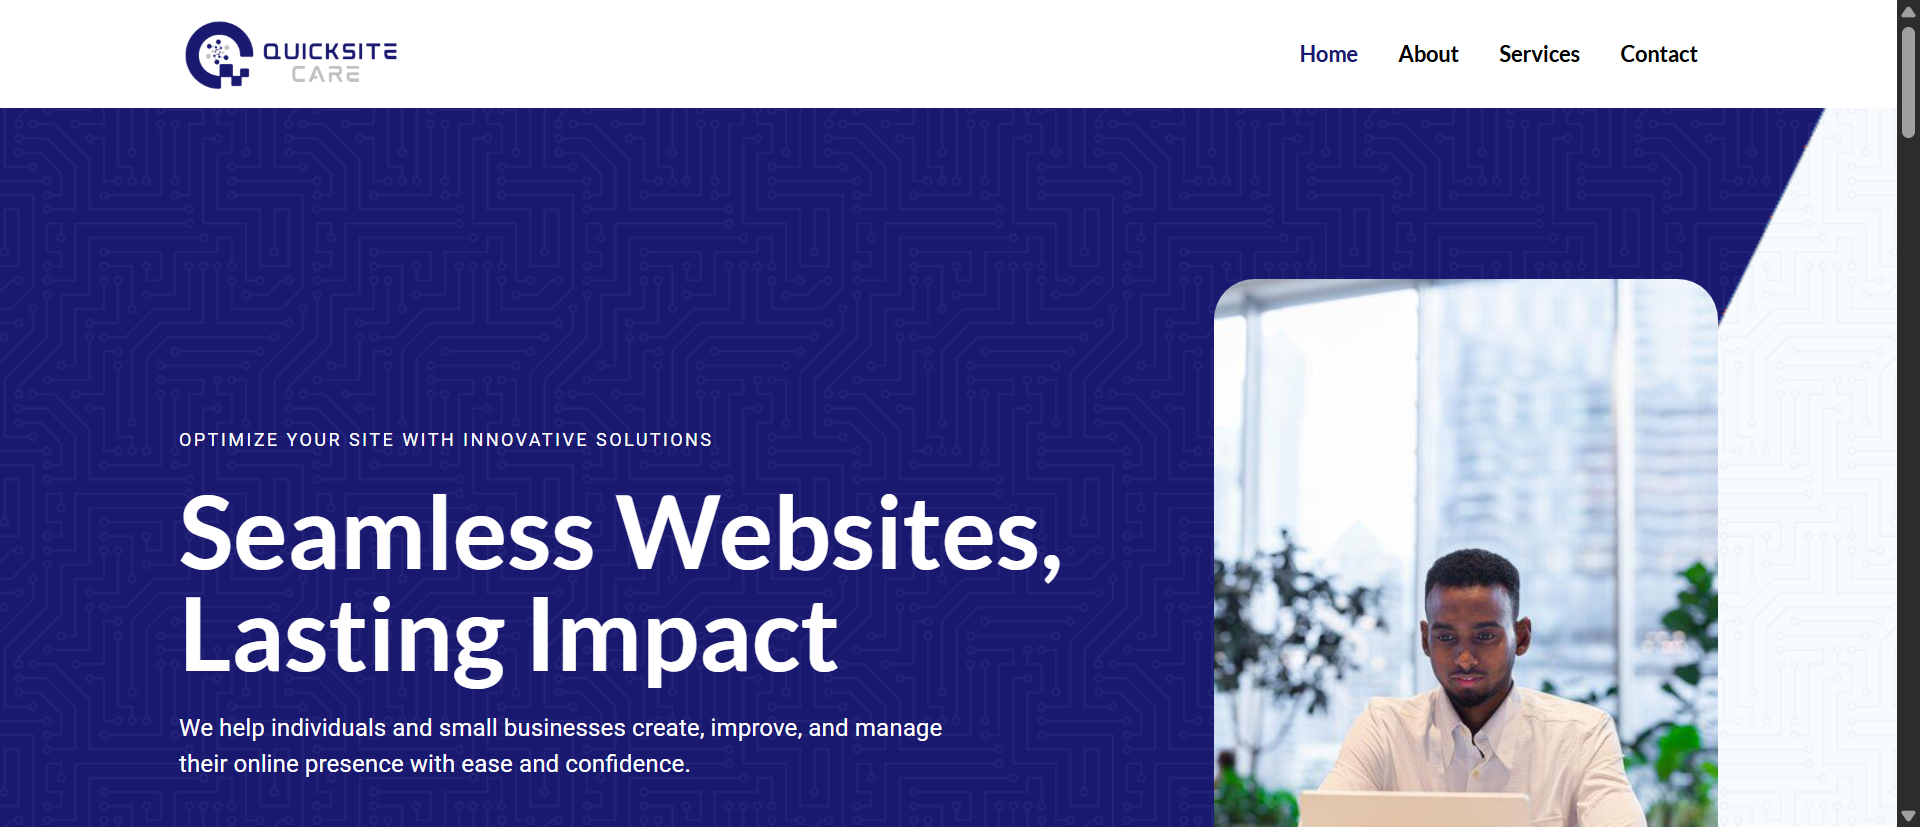 QUICKSITE
CARE
Home About Services Contact
OPTIMIZE YOUR SITE WITH INNOVATIVE SOLUTIONS
Seamless Websites,
Lasting Impact
We help individuals and small businesses create, improve, and manage
their online presence with ease and confidence.